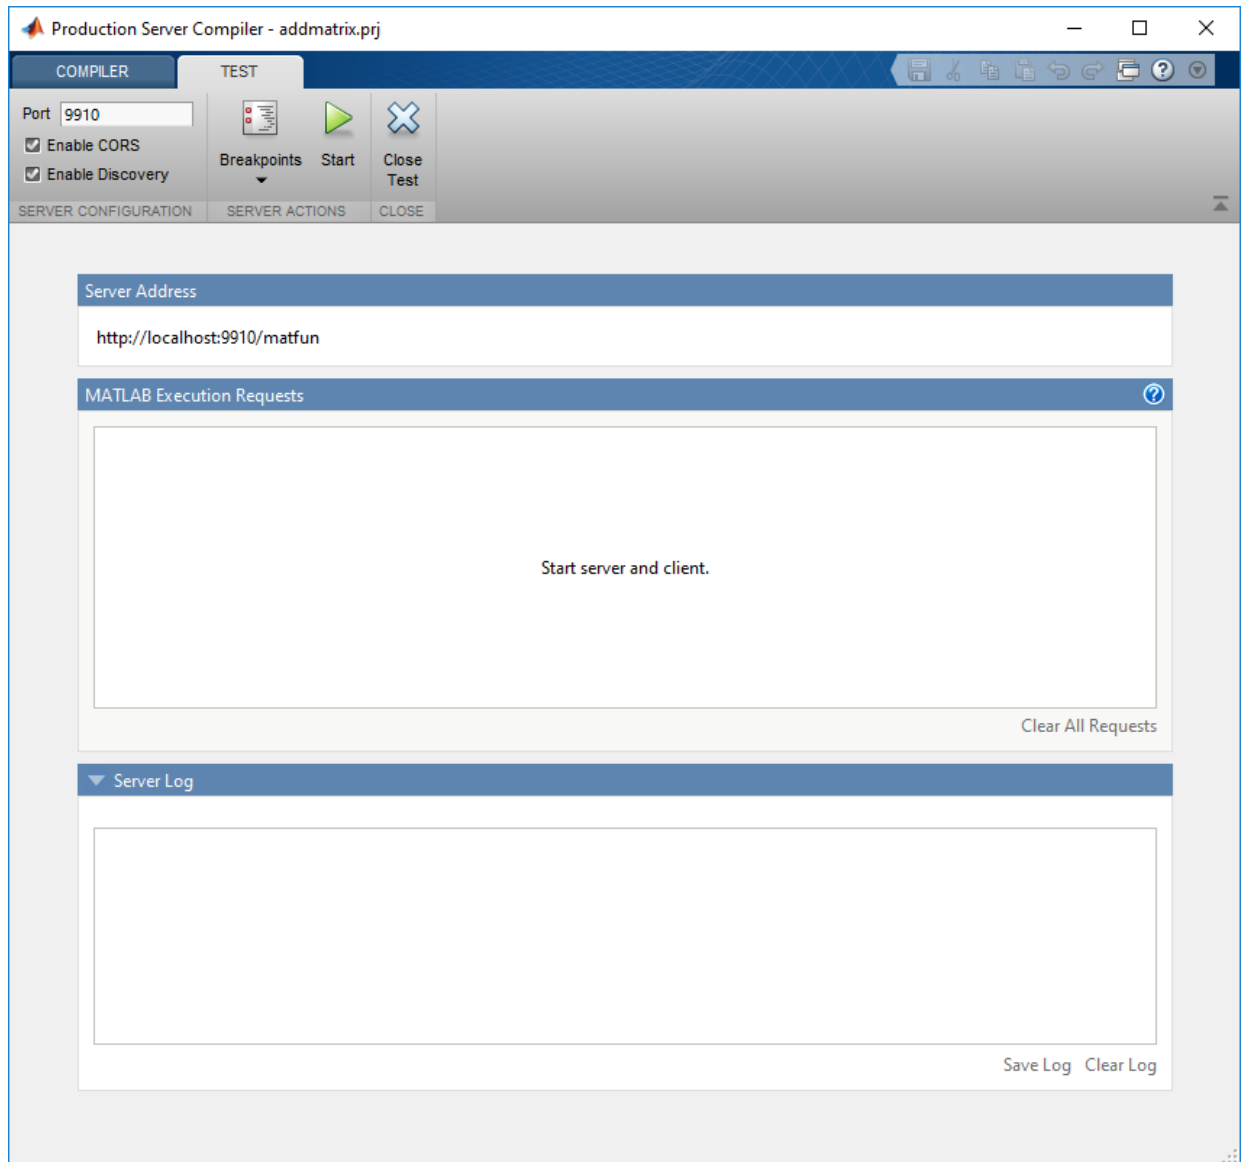 Production Server Compiler - addmatrix.prj
COMPILER
TEST
Port 9910
Enable CORS
Enable Discovery
Breakpoints
Start
Close
Test
SERVER CONFIGURATION
SERVER ACTIONS
CLOSE
Server Address
http://localhost:9910/matfun
MATLAB Execution Requests
Start server and client.
Clear All Requests
Server Log
Save Log Clear Log